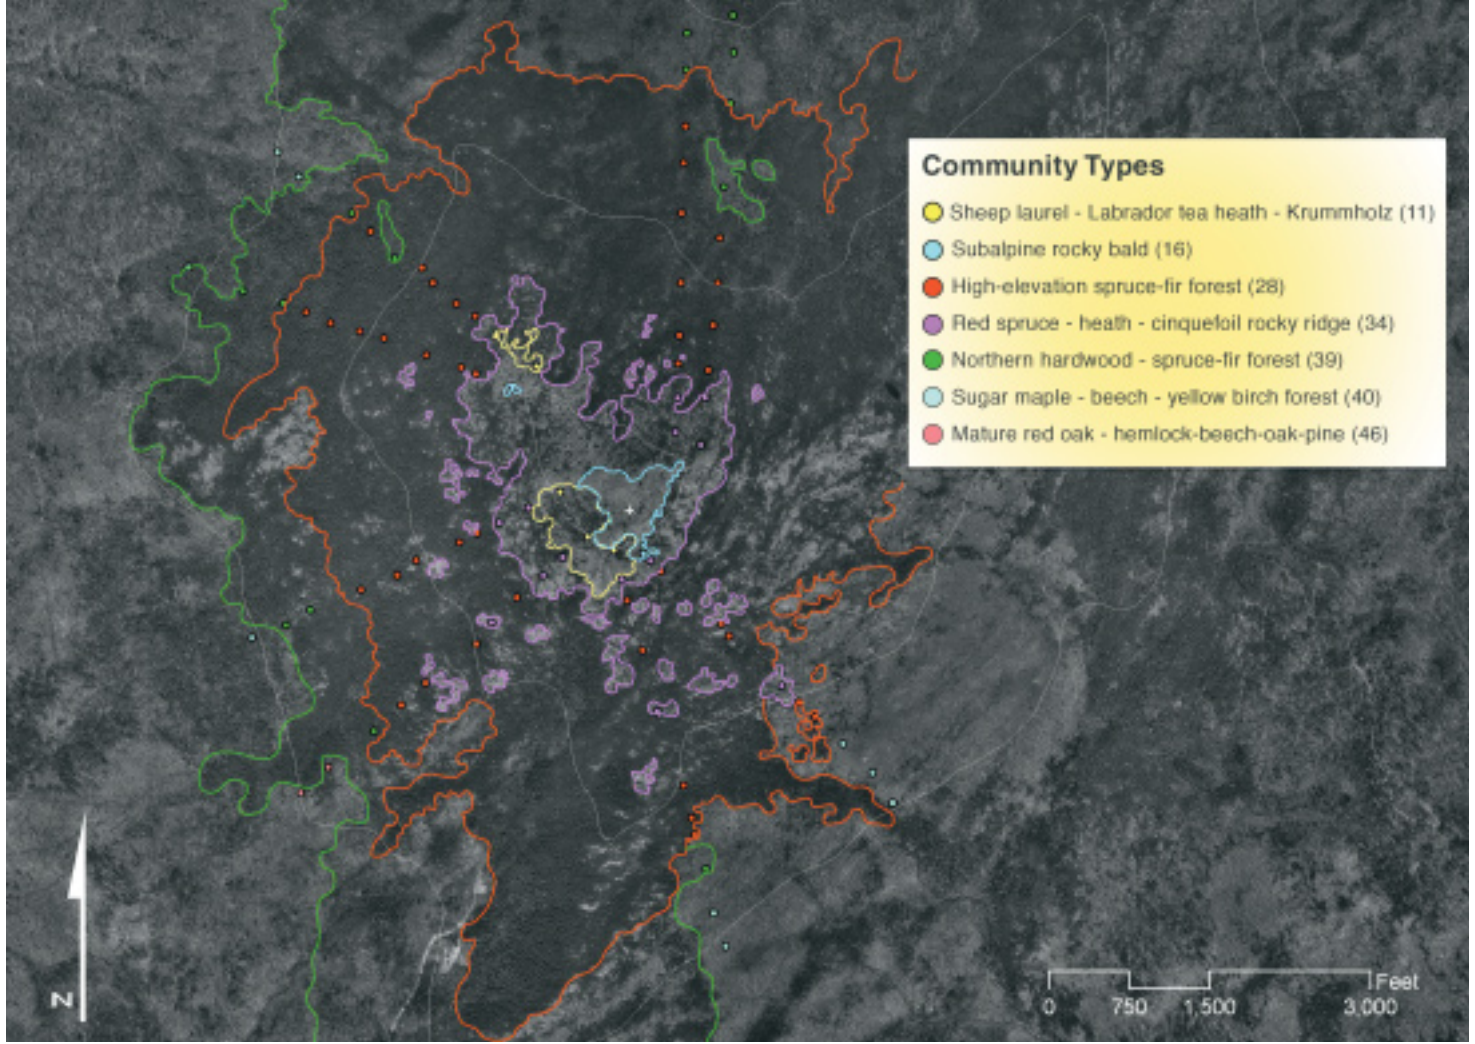 Community Types
Sheep laurel - Labrador tea heath - Krummholz (11)
Subalpine rocky bald (16)
High-elevation spruce-fir forest (28)
Red spruce - heath - cinquefoil rocky ridge (34)
Northern hardwood - spruce-fir forest (39)
Sugar maple - beech - yellow birch forest (40)
Mature red oak - hemlock-beech-oak-pine (46)
N
Feet
0 750 1,500 3,000